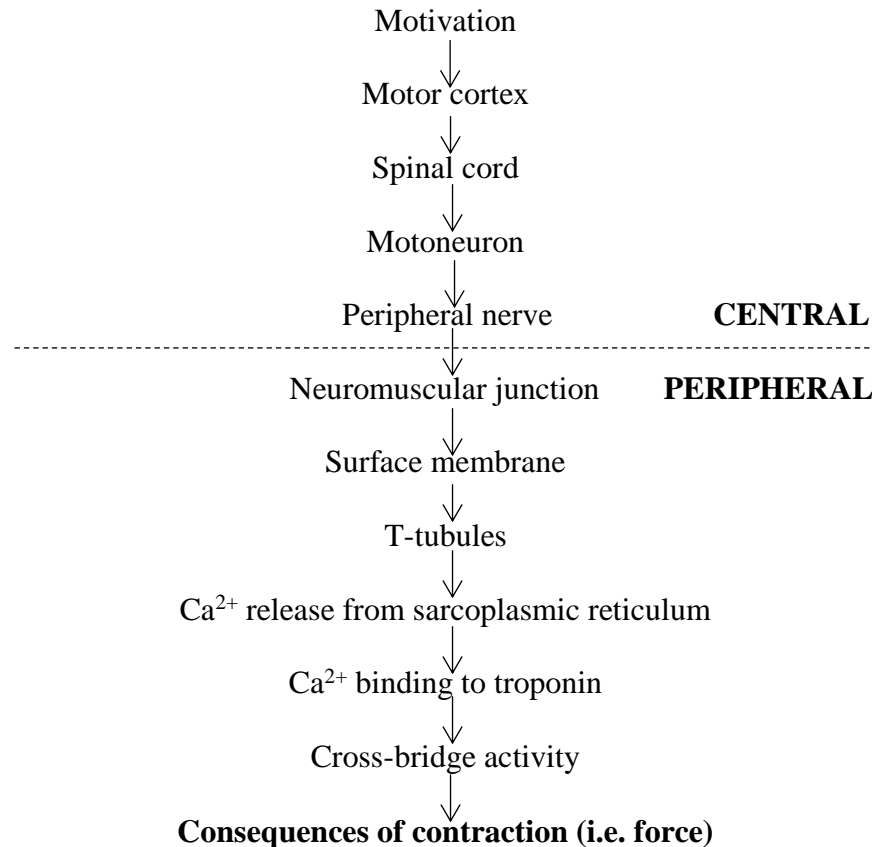 Motivation
Motor cortex
Spinal cord
Motoneuron
Peripheral nerve CENTRAL
Neuromuscular junction PERIPHERAL
Surface membrane
T-tubules
Ca²⁺ release from sarcoplasmic reticulum
Ca²⁺ binding to troponin
Cross-bridge activity
Consequences of contraction (i.e. force)